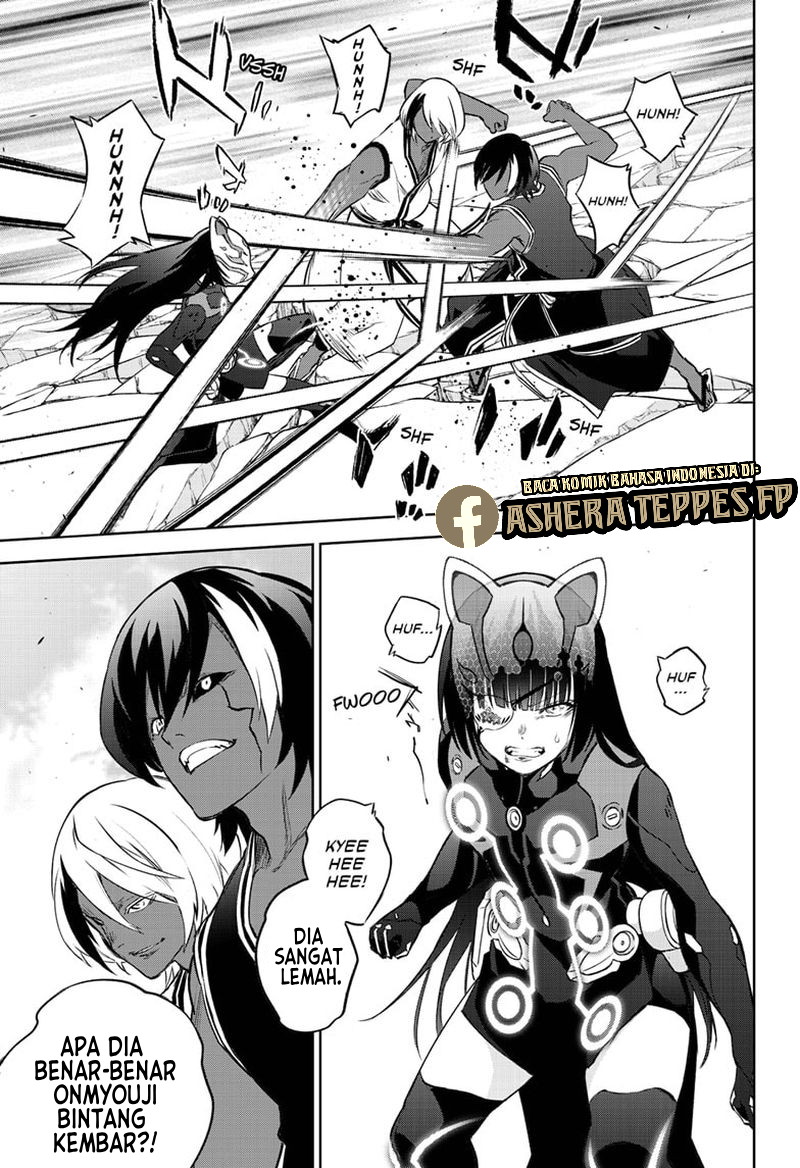 HUNH!
HUNH!
SHF
HUNNH!
VSSH
HUNNNH!
SHF
SHF
BACA KOMIK BAHASA INDONESIA DI:
f ASHERA TEPPES FP
HUF
...
HUF...
FWOOO
KYEE
HEE
HEE!
DIA
SANGAT
LEMAH.
APA DIA
BENAR-BENAR
ONMYOUJI
BINTANG
KEMBAR?!